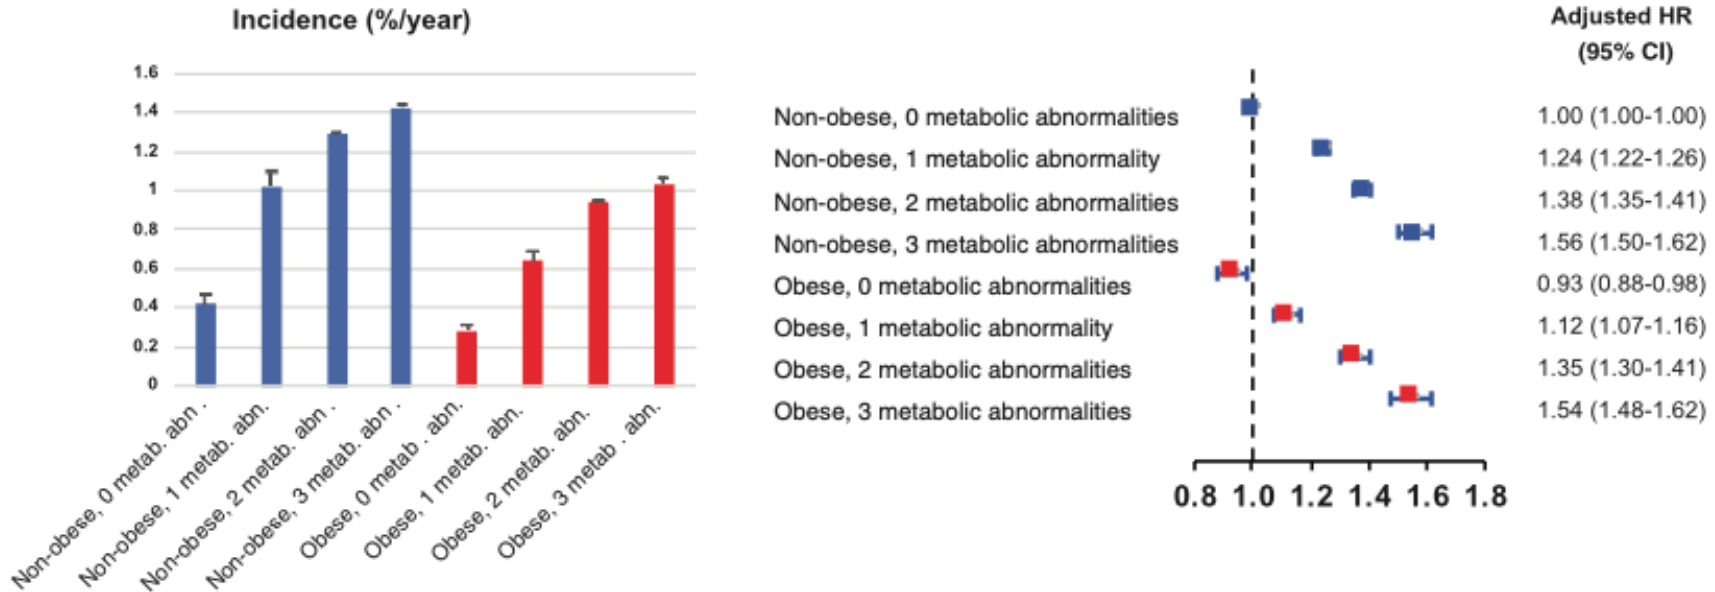 Incidence (%/year)
1.6
1.4
1.2
1
0.8
0.6
0.4
0.2
0
Non-obese, 0 metab. abn .
Non-obese, 1 metab. abn.
Non-obese, 2 metab. abn .
Non-obese, 3 metab. abn .
Obese, 0 metab . abn.
Obese, 1 metab. abn.
Obese, 2 metab. abn.
Obese, 3 metab . abn.
Adjusted HR
(95% CI)
Non-obese, 0 metabolic abnormalities 1.00 (1.00-1.00)
Non-obese, 1 metabolic abnormality 1.24 (1.22-1.26)
Non-obese, 2 metabolic abnormalities 1.38 (1.35-1.41)
Non-obese, 3 metabolic abnormalities 1.56 (1.50-1.62)
Obese, 0 metabolic abnormalities 0.93 (0.88-0.98)
Obese, 1 metabolic abnormality 1.12 (1.07-1.16)
Obese, 2 metabolic abnormalities 1.35 (1.30-1.41)
Obese, 3 metabolic abnormalities 1.54 (1.48-1.62)
0.8 1.0 1.2 1.4 1.6 1.8